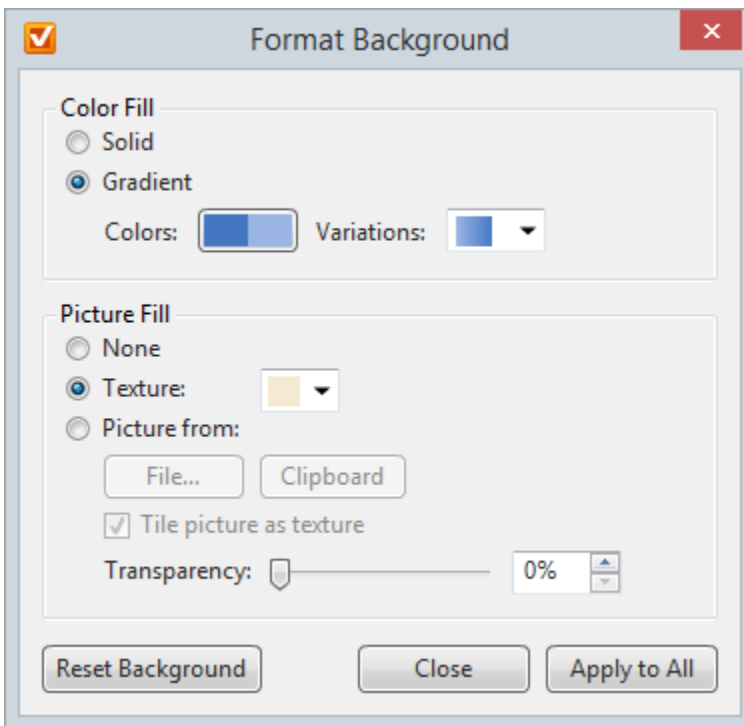 Format Background
Color Fill
Solid
Gradient
Colors: Variations:
Picture Fill
None
Texture:
Picture from:
File... Clipboard
Tile picture as texture
Transparency: 0%
Reset Background Close Apply to All